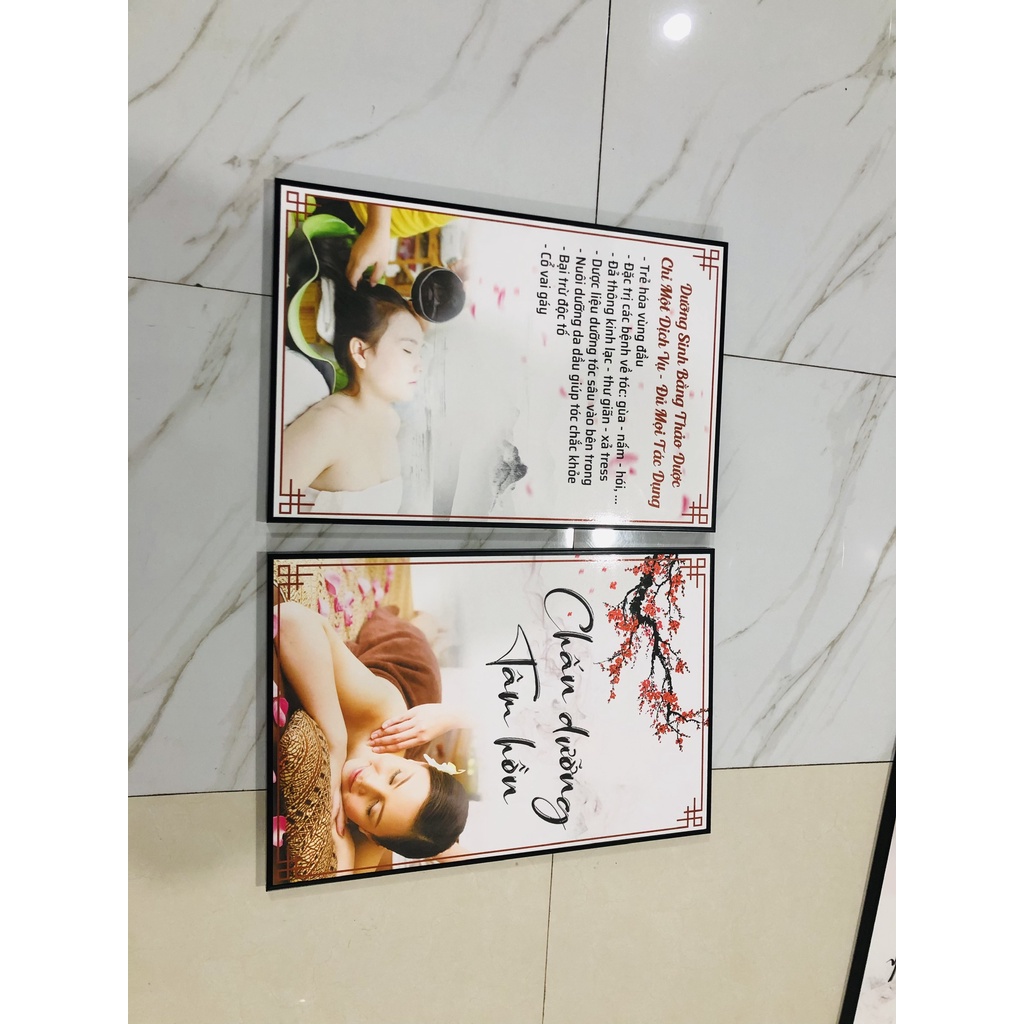 Dưỡng Sinh Bằng Thảo Dược
Chỉ Một Dịch Vụ - Đủ Mọi Tác Dụng
- Trẻ hóa vùng đầu
- Đặc trị các bệnh về tóc: gùa - nấm - hói, ...
- Đả thông kinh lạc - thư giãn - xả tress
- Dược liệu dưỡng tóc sâu vào bên trong
- Nuôi dưỡng da dầu giúp tóc chắc khỏe
- Bại trừ độc tố
- Cổ vai gáy
Chấn dưỡng
Tâm hồn